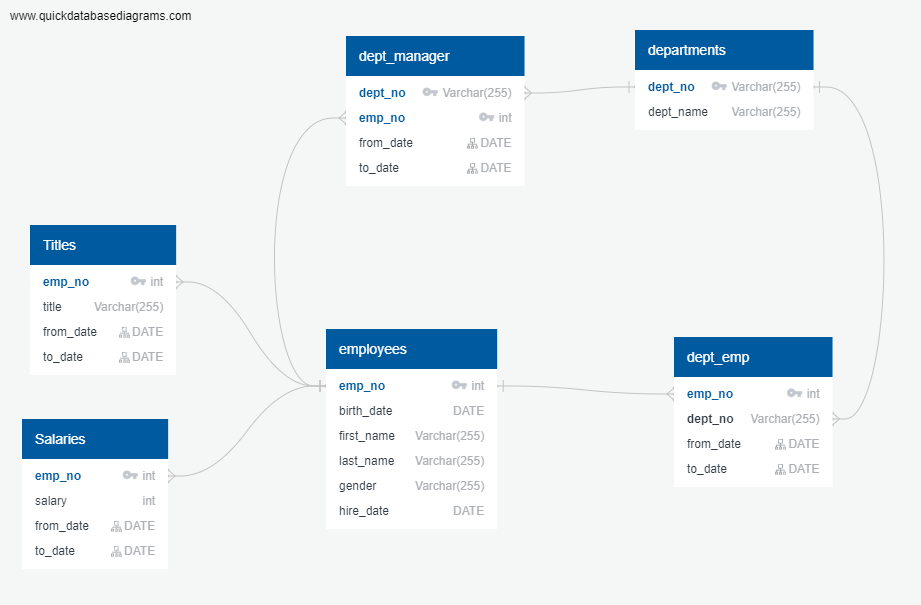 www.quickdatabasediagrams.com
dept_manager
dept_no Varchar(255)
emp_no int
from_date DATE
to_date DATE
departments
dept_no Varchar(255)
dept_name Varchar(255)
Titles
emp_no int
title Varchar(255)
from_date DATE
to_date DATE
employees
emp_no int
birth_date DATE
first_name Varchar(255)
last_name Varchar(255)
gender Varchar(255)
hire_date DATE
dept_emp
emp_no int
dept_no Varchar(255)
from_date DATE
to_date DATE
Salaries
emp_no int
salary int
from_date DATE
to_date DATE